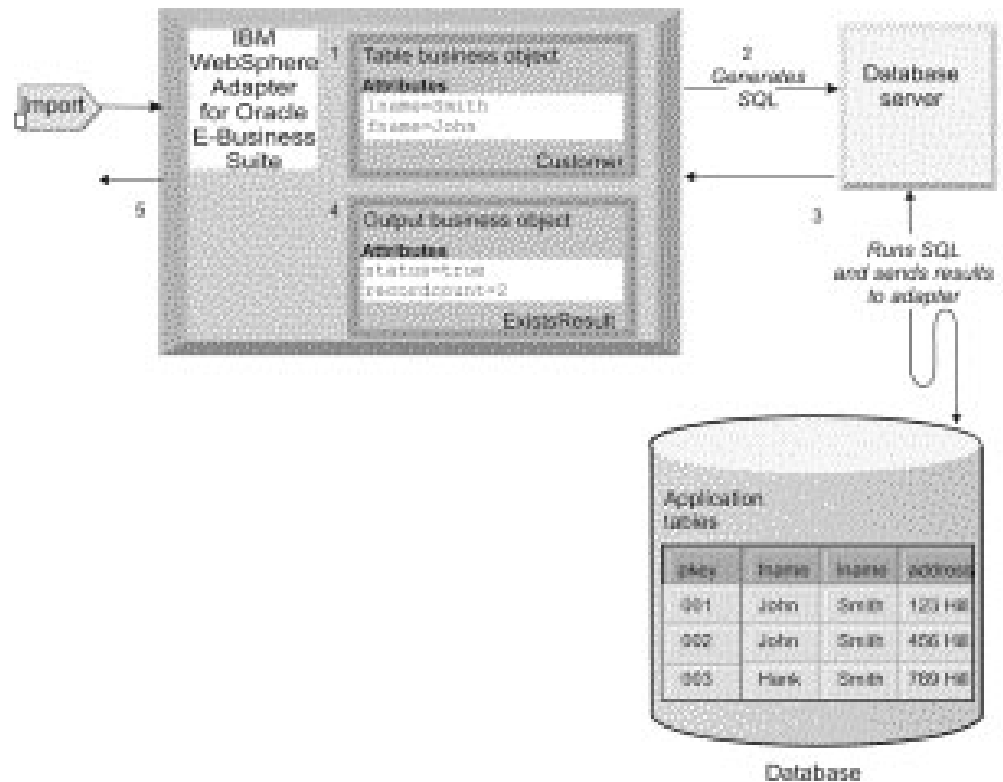 Import
IBM
WebSphere
Adapter
for Oracle
E-Business
Suite
1
Table business object
Attributes
lname=Smith
fname=John
Customer
2
Generates
SQL
Database
server
5
4
Output business object
Attributes
status=true
recordcount=2
ExistsResult
3
Runs SQL
and sends results
to adapter
Application
tables
pkey fname lname address
001 John Smith 123 Hill
002 John Smith 456 Hill
003 Hank Smith 789 Hill
Database